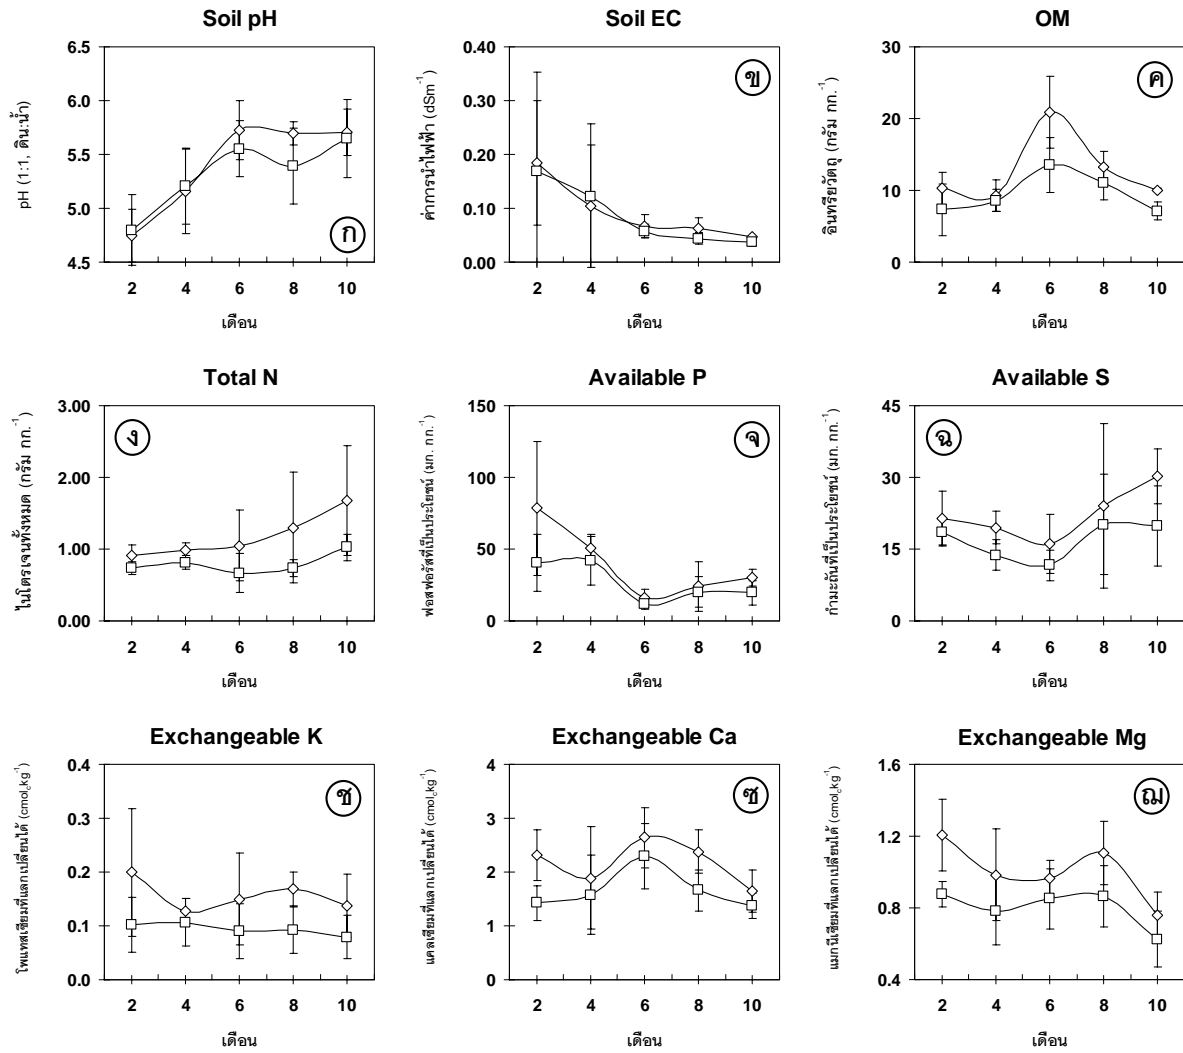 Soil pH
pH (1:1, ดิน:น้ำ)
6.5
6.0
5.5
5.0
4.5
ก
2 4 6 8 10
เดือน
Soil EC
ค่าการนำไฟฟ้า (dSm⁻¹)
0.40
0.30
0.20
0.10
0.00
ข
2 4 6 8 10
เดือน
OM
อินทรียวัตถุ (กรัม กก.⁻¹)
30
20
10
0
ค
2 4 6 8 10
เดือน
Total N
ไนโตรเจนทั้งหมด (กรัม กก.⁻¹)
3.00
2.00
1.00
0.00
ง
2 4 6 8 10
เดือน
Available P
ฟอสฟอรัสที่เป็นประโยชน์ (มก. กก.⁻¹)
150
100
50
0
จ
2 4 6 8 10
เดือน
Available S
กำมะถันที่เป็นประโยชน์ (มก. กก.⁻¹)
45
30
15
0
ฉ
2 4 6 8 10
เดือน
Exchangeable K
โพแทสเซียมที่แลกเปลี่ยนได้ (cmolckg⁻¹)
0.4
0.3
0.2
0.1
0.0
ช
2 4 6 8 10
เดือน
Exchangeable Ca
แคลเซียมที่แลกเปลี่ยนได้ (cmolckg⁻¹)
4
3
2
1
0
ซ
2 4 6 8 10
เดือน
Exchangeable Mg
แมกนีเซียมที่แลกเปลี่ยนได้ (cmolckg⁻¹)
1.6
1.2
0.8
0.4
ฌ
2 4 6 8 10
เดือน